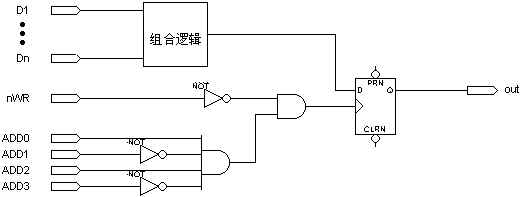 D1
组合逻辑
Dn
nWR
NOT
PRN
D
Q
out
CLRN
ADD0
ADD1
NOT
ADD2
NOT
ADD3